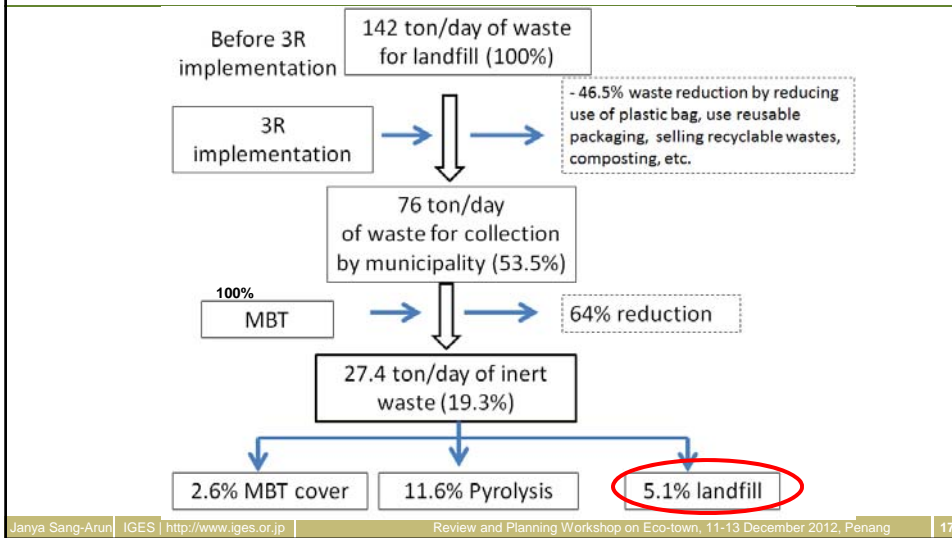 Before 3R
implementation
142 ton/day of waste
for landfill (100%)
- 46.5% waste reduction by reducing
use of plastic bag, use reusable
packaging, selling recyclable wastes,
composting, etc.
3R
implementation
76 ton/day
of waste for collection
by municipality (53.5%)
100%
MBT
64% reduction
27.4 ton/day of inert
waste (19.3%)
2.6% MBT cover
11.6% Pyrolysis
5.1% landfill
Janya Sang-Arun IGES | http://www.iges.or.jp Review and Planning Workshop on Eco-town, 11-13 December 2012, Penang 17